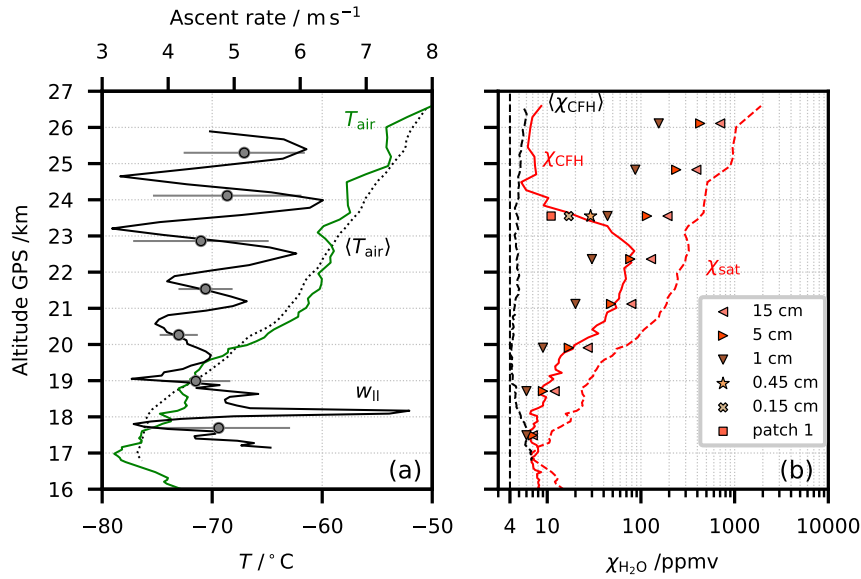 Ascent rate / m s⁻¹
3 4 5 6 7 8
27
26
25
24
23
22
21
20
19
18
17
16
Altitude GPS /km
T_air
⟨T_air⟩
w_II
(a)
−80 −70 −60 −50
T / °C
⟨χ_CFH⟩
χ_CFH
χ_sat
15 cm
5 cm
1 cm
0.45 cm
0.15 cm
patch 1
(b)
4 10 100 1000 10000
χ_H₂O /ppmv